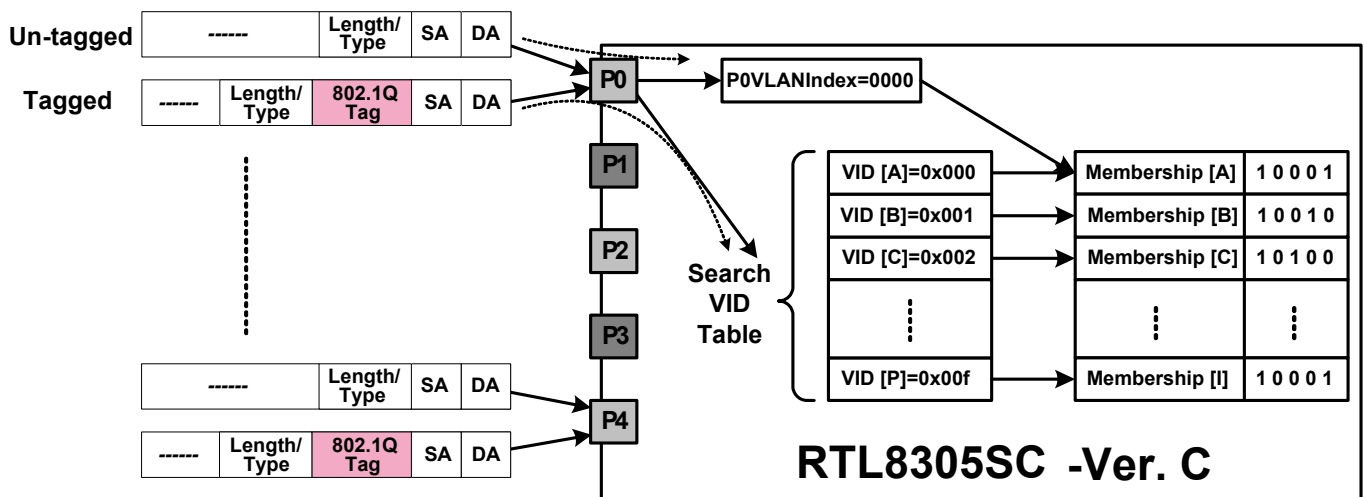 Un-tagged
------ Length/ Type SA DA
Tagged
------ Length/ Type 802.1Q Tag SA DA
P0
P0VLANIndex=0000
P1
P2
P3
P4
Search
VID
Table
VID [A]=0x000 Membership [A] 1 0 0 0 1
VID [B]=0x001 Membership [B] 1 0 0 1 0
VID [C]=0x002 Membership [C] 1 0 1 0 0
VID [P]=0x00f Membership [I] 1 0 0 0 1
------ Length/ Type SA DA
------ Length/ Type 802.1Q Tag SA DA
RTL8305SC -Ver. C